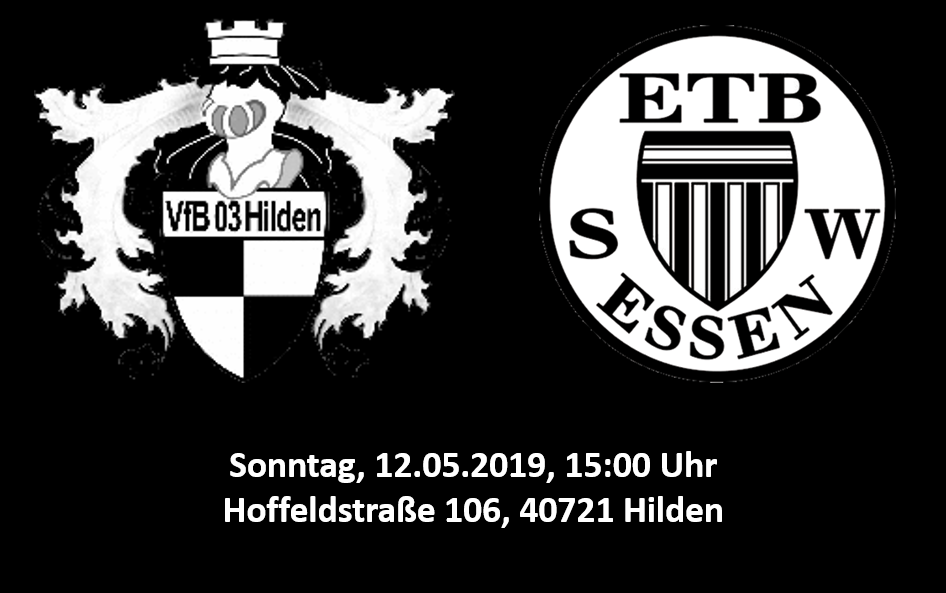 VfB 03 Hilden
ETB
S W
ESSEN
Sonntag, 12.05.2019, 15:00 Uhr
Hoffeldstraße 106, 40721 Hilden